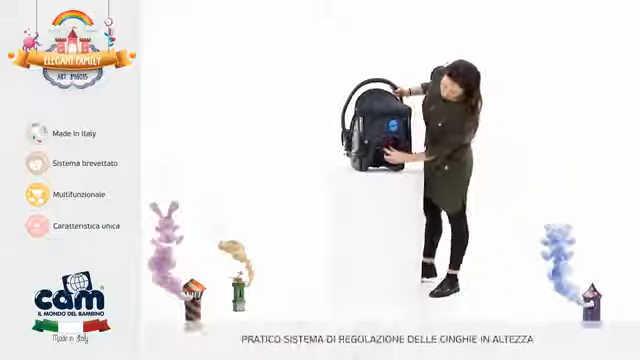 ELEGANT FAMILY
ART. 894015
Made in Italy
Sistema brevettato
Multifunzionale
Caratteristica unica
cam
IL MONDO DEL BAMBINO
Made in Italy
PRATICO SISTEMA DI REGOLAZIONE DELLE CINGHIE IN ALTEZZA